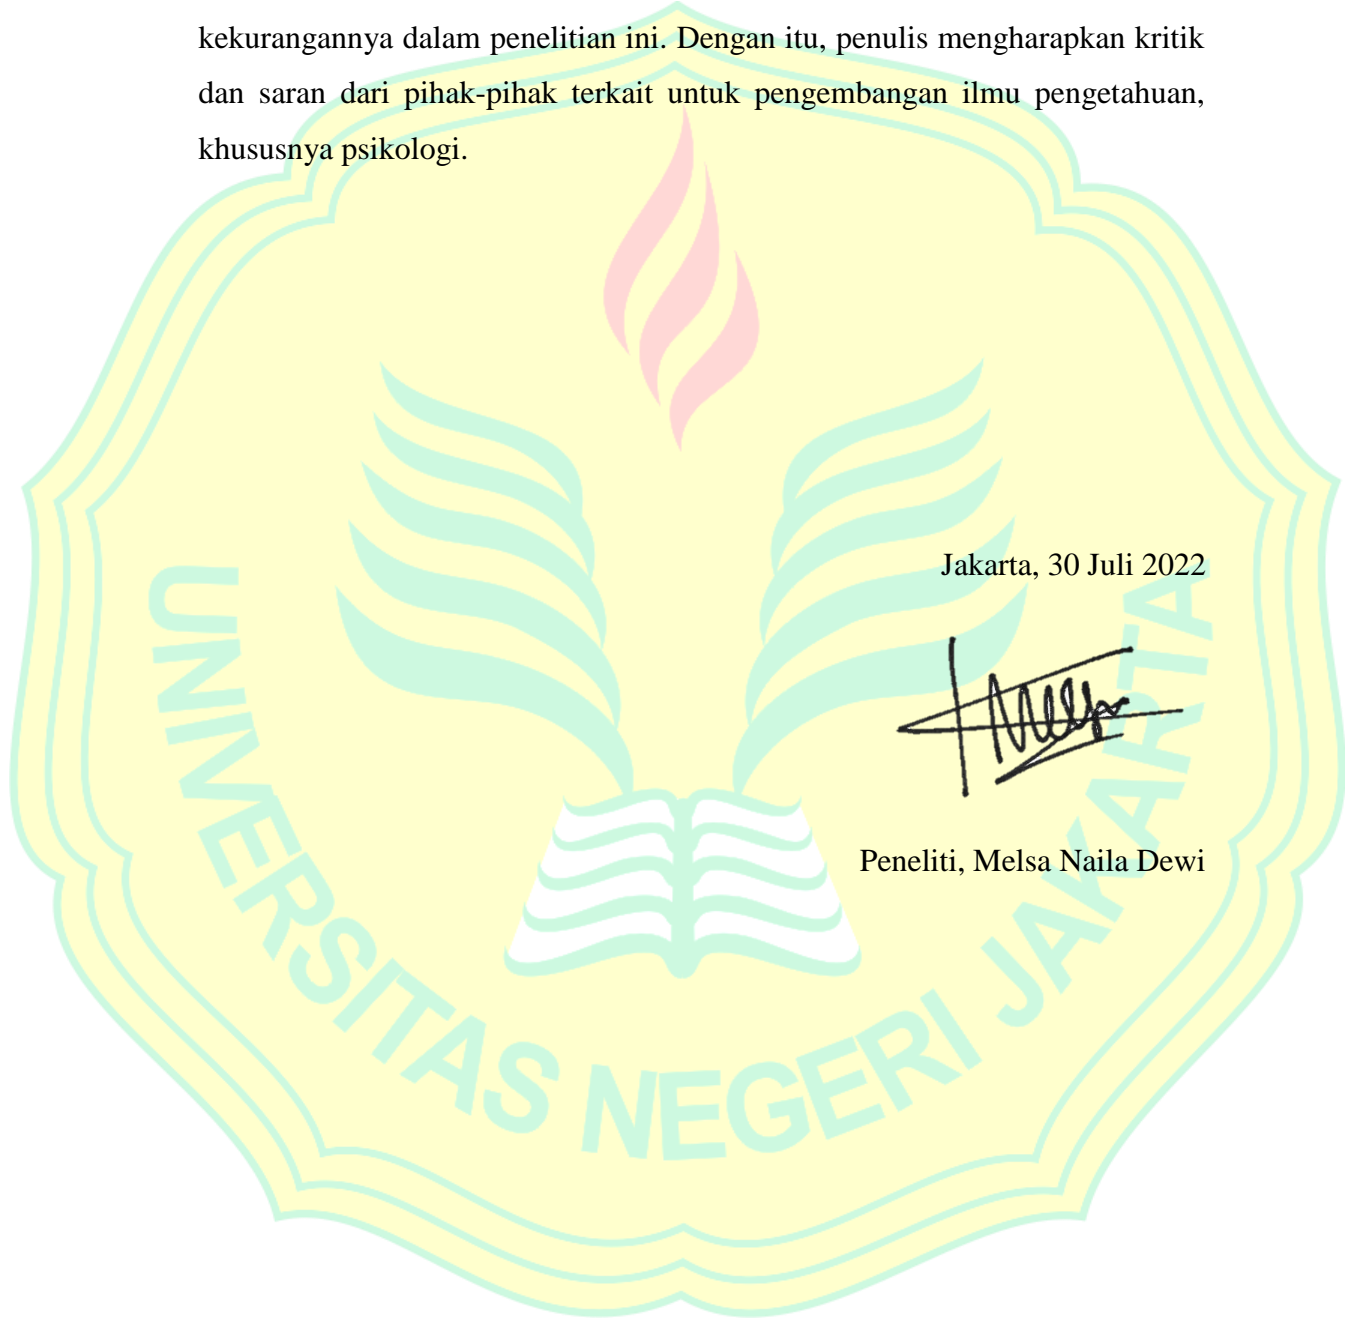 kekurangannya dalam penelitian ini. Dengan itu, penulis mengharapkan kritik
dan saran dari pihak-pihak terkait untuk pengembangan ilmu pengetahuan,
khususnya psikologi.
Jakarta, 30 Juli 2022
Peneliti, Melsa Naila Dewi
UNIVERSITAS NEGERI JAKARTA